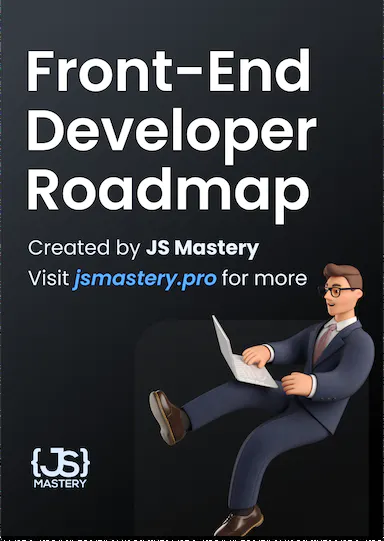 Front-End
Developer
Roadmap
Created by JS Mastery
Visit jsmastery.pro for more
{JS}
MASTERY